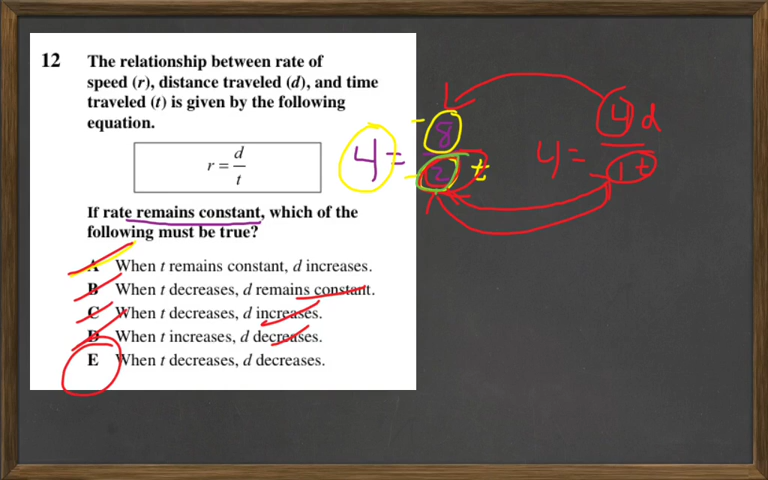 12 The relationship between rate of
speed (r), distance traveled (d), and time
traveled (t) is given by the following
equation.
r = d/t
If rate remains constant, which of the
following must be true?
A When t remains constant, d increases.
B When t decreases, d remains constant.
C When t decreases, d increases.
D When t increases, d decreases.
E When t decreases, d decreases.
4 = 8/2 t
4 = 4 d/1 t